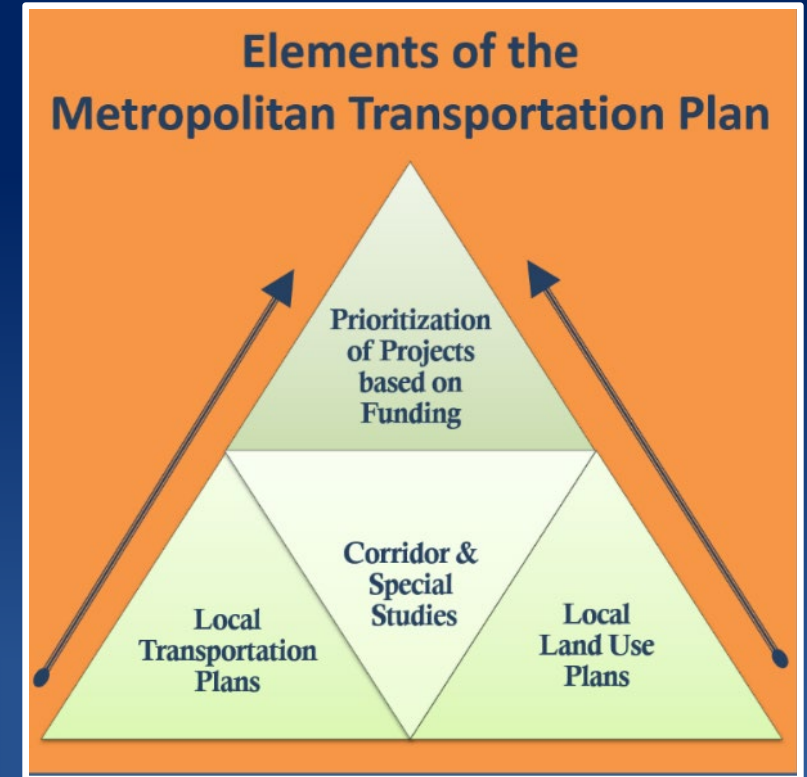 Elements of the
Metropolitan Transportation Plan
Prioritization
of Projects
based on
Funding
Corridor &
Special
Studies
Local
Transportation
Plans
Local
Land Use
Plans